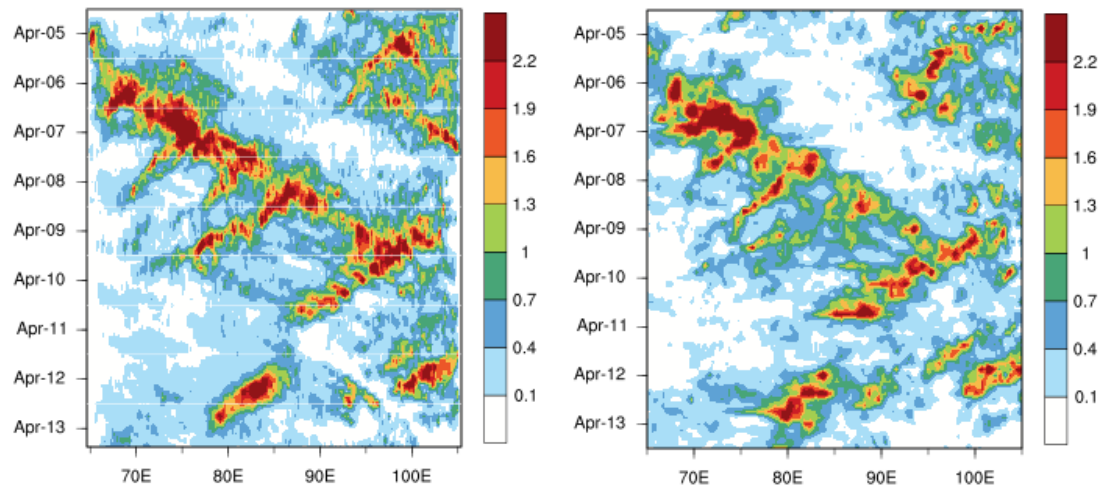 Apr-05
Apr-06
Apr-07
Apr-08
Apr-09
Apr-10
Apr-11
Apr-12
Apr-13
70E 80E 90E 100E
2.2
1.9
1.6
1.3
1
0.7
0.4
0.1
Apr-05
Apr-06
Apr-07
Apr-08
Apr-09
Apr-10
Apr-11
Apr-12
Apr-13
70E 80E 90E 100E
2.2
1.9
1.6
1.3
1
0.7
0.4
0.1